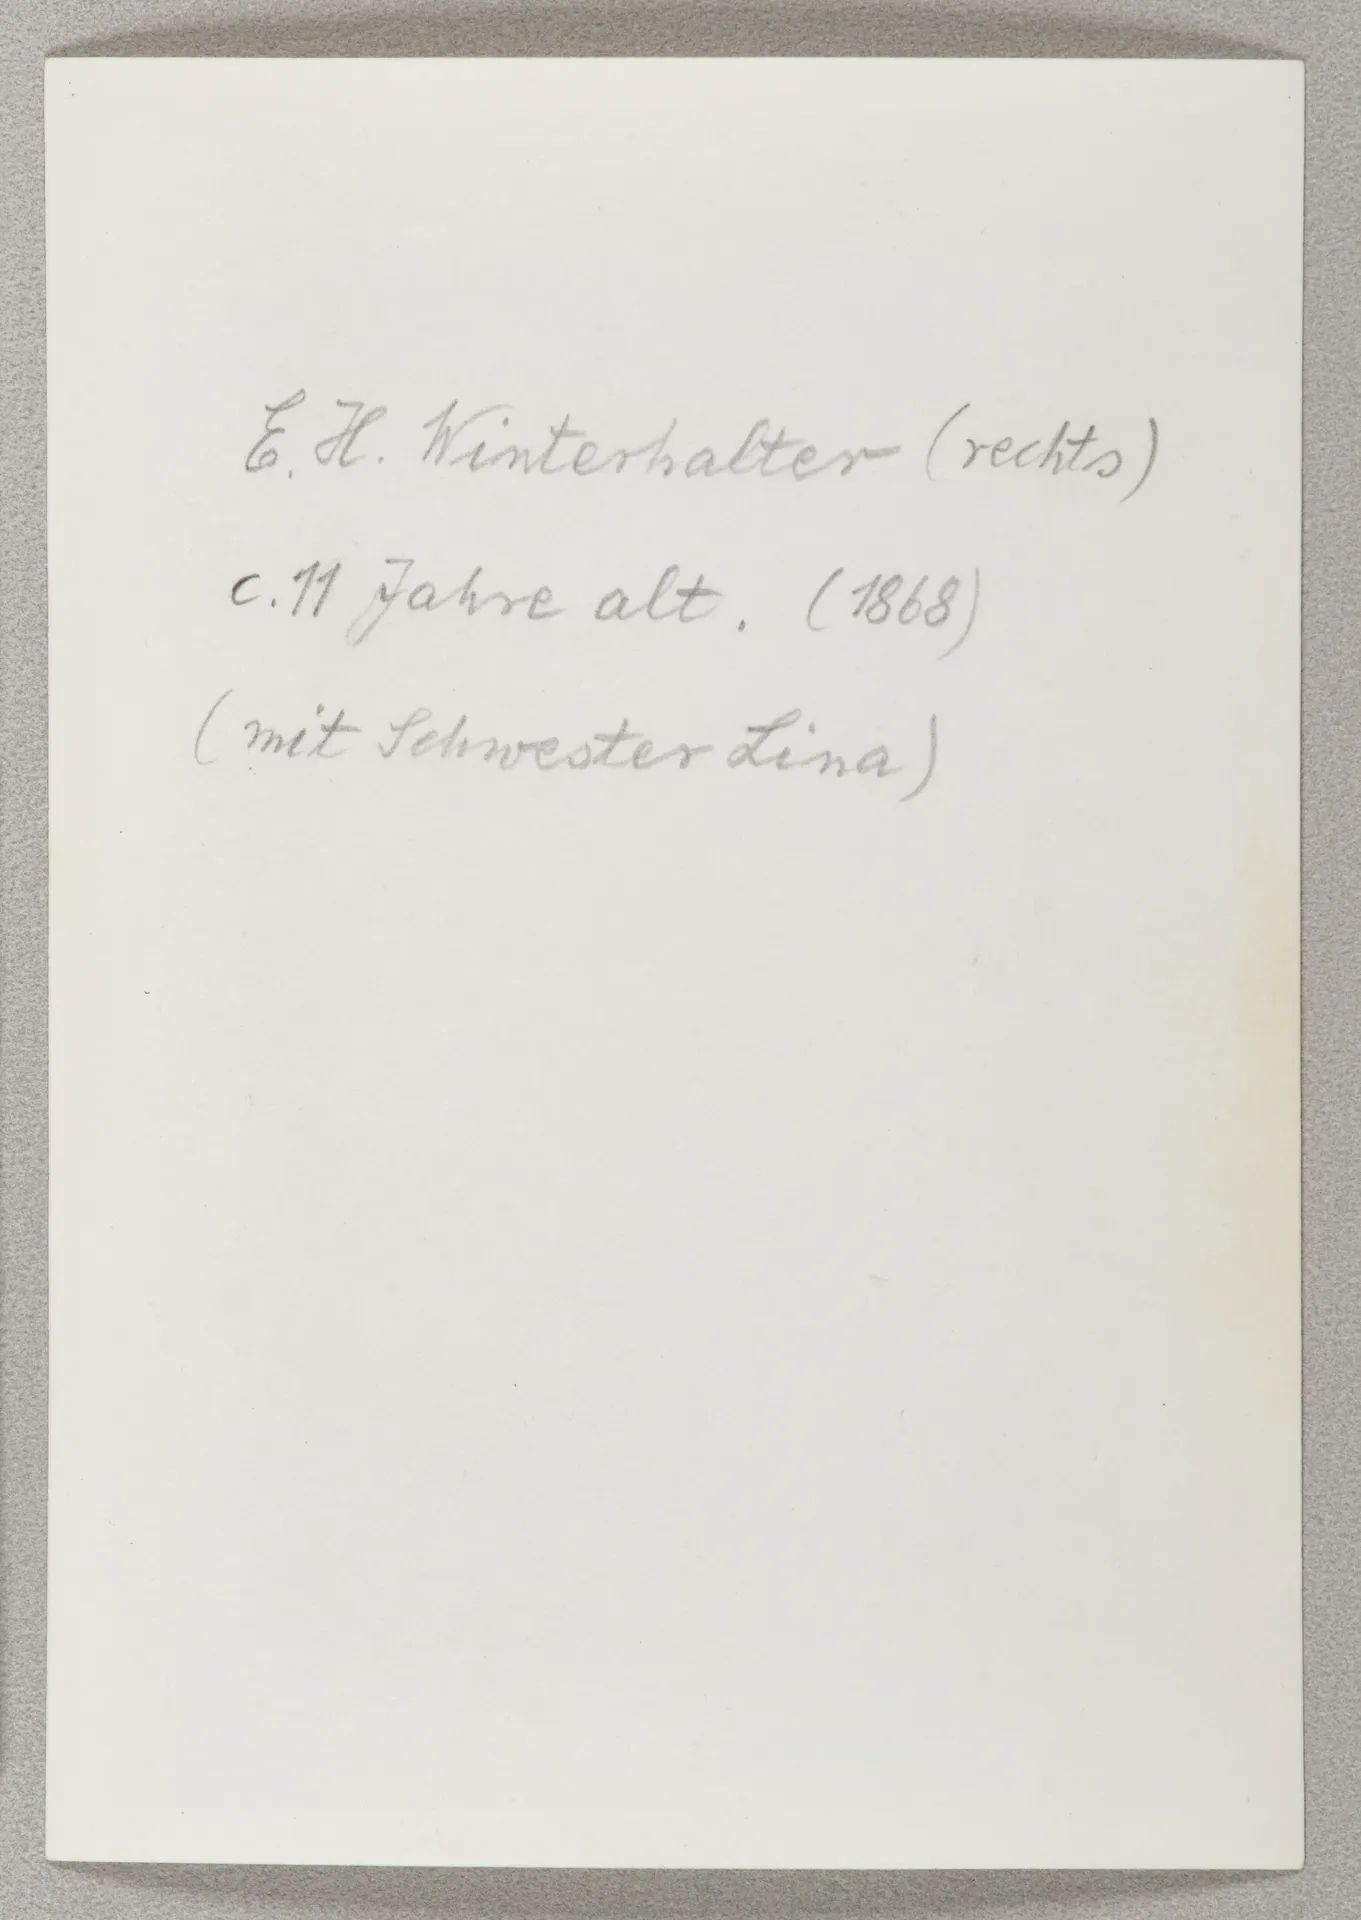 E. H. Winterhalter (rechts)
c. 11 Jahre alt. (1868)
(mit Schwester Lina)